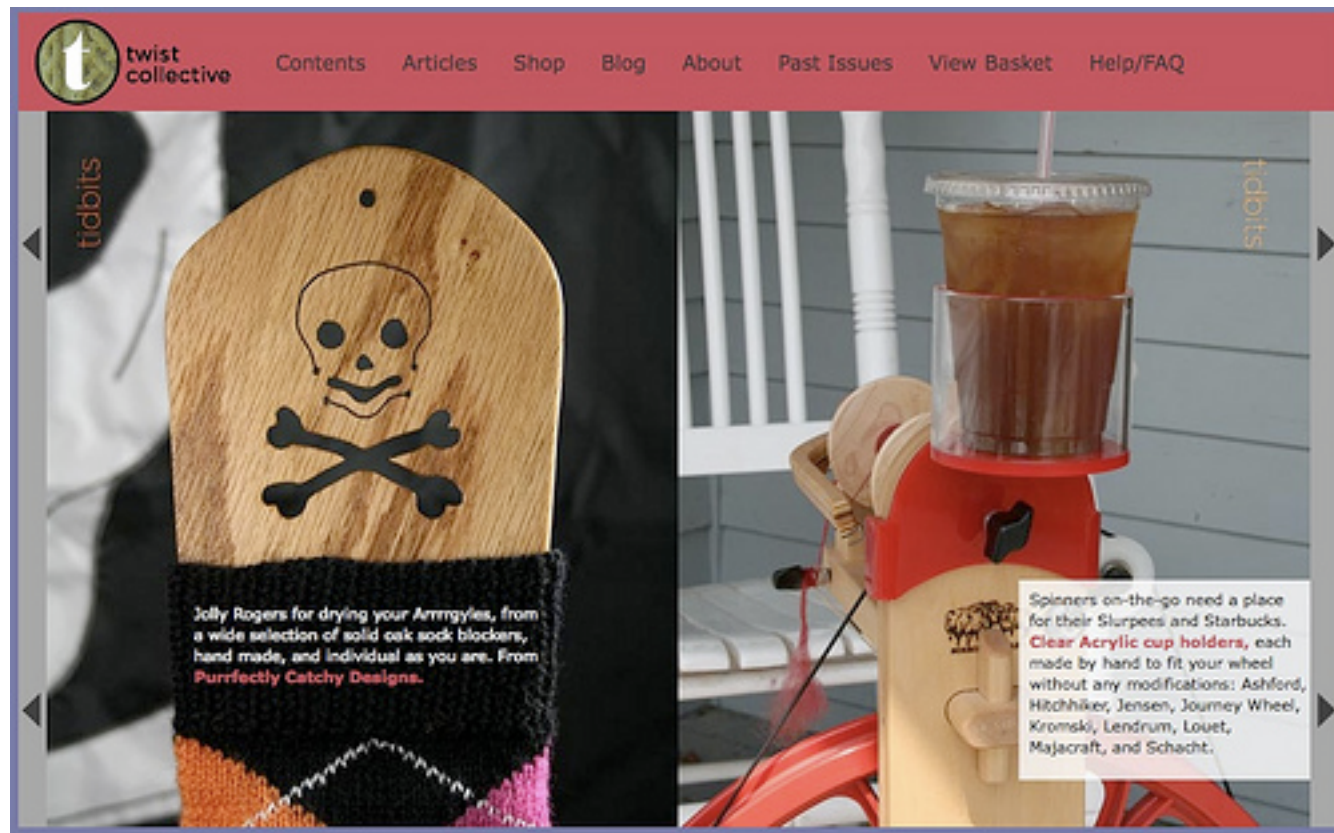 t
twist
collective
Contents Articles Shop Blog About Past Issues View Basket Help/FAQ
tidbits
Jolly Rogers for drying your Arrrrgyles, from
a wide selection of solid oak sock blockers,
hand made, and individual as you are. From
Purrfectly Catchy Designs.
tidbits
Spinners on-the-go need a place
for their Slurpees and Starbucks.
Clear Acrylic cup holders, each
made by hand to fit your wheel
without any modifications: Ashford,
Hitchhiker, Jensen, Journey Wheel,
Kromski, Lendrum, Louet,
Majacraft, and Schacht.